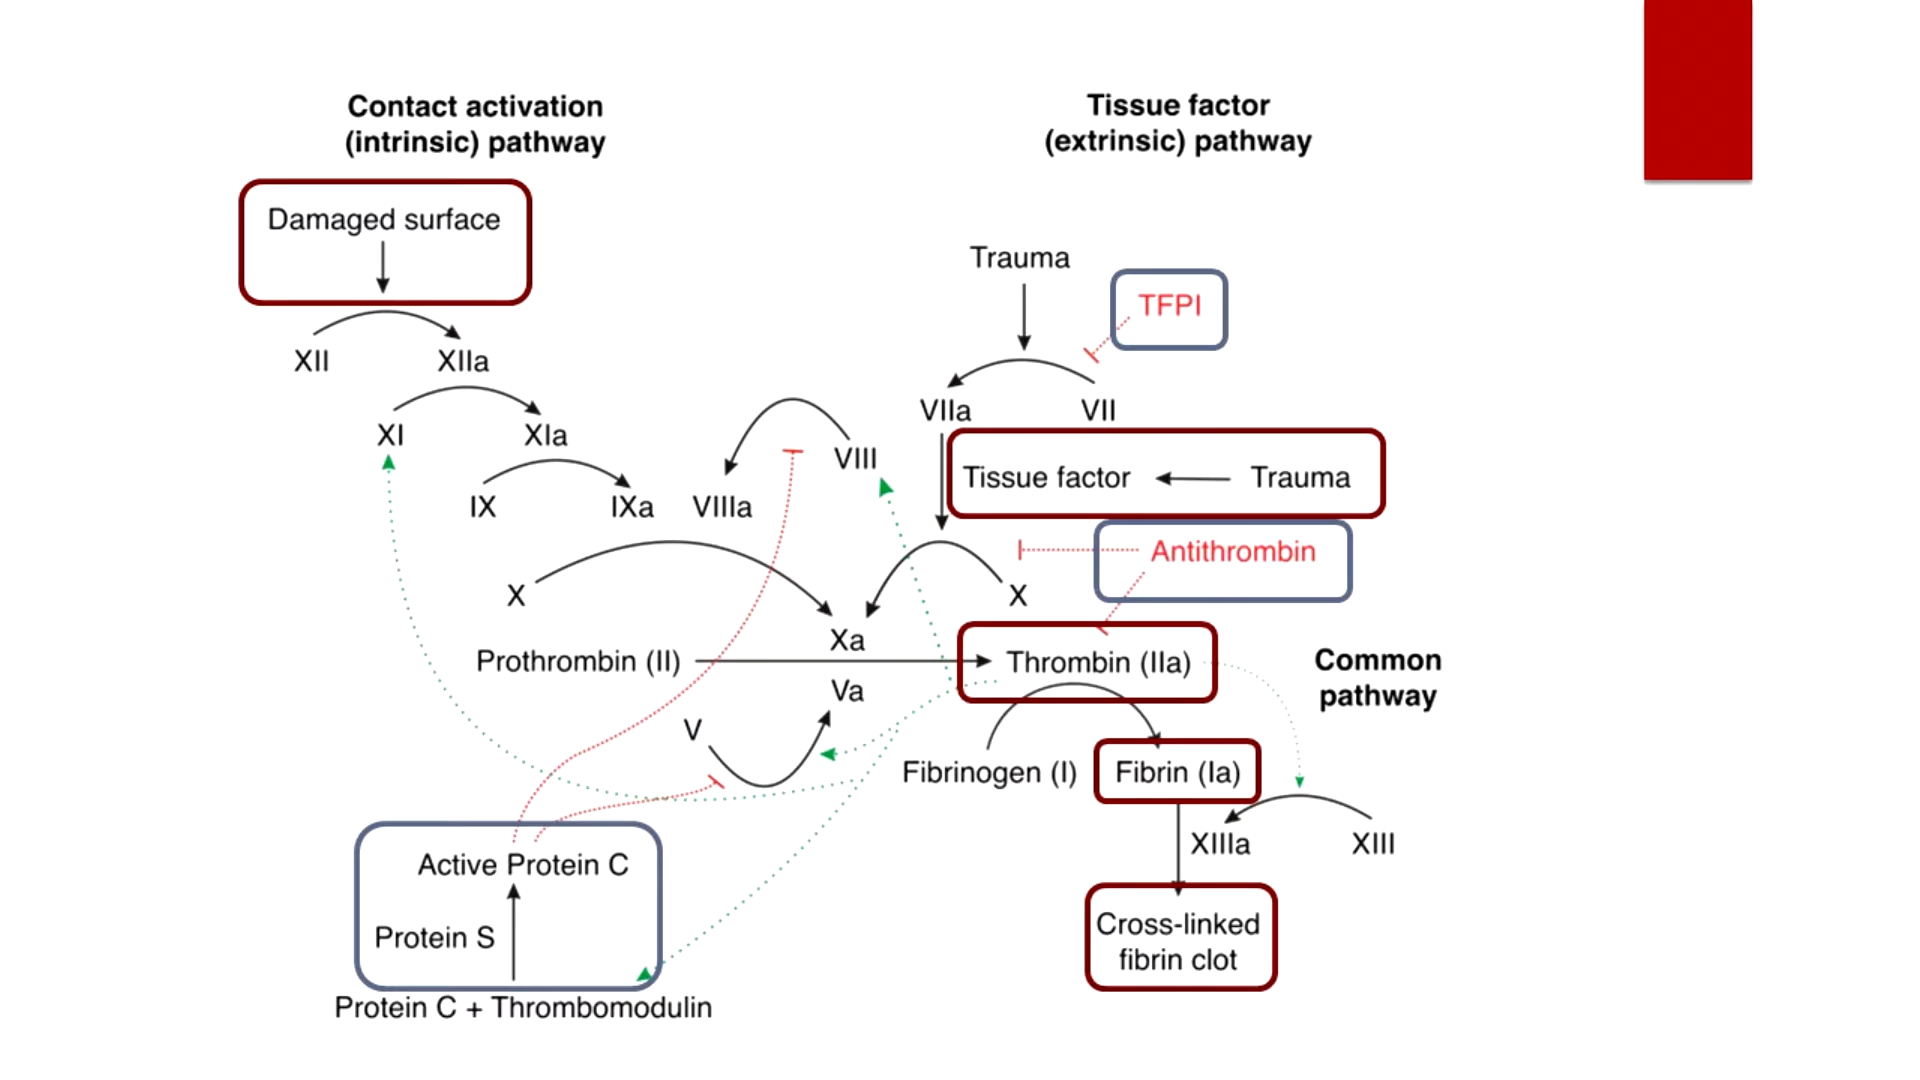 Contact activation
(intrinsic) pathway
Tissue factor
(extrinsic) pathway
Damaged surface
Trauma
TFPI
XII
XIIa
VIIa
VII
XI
XIa
VIII
Tissue factor
Trauma
IX
IXa
VIIIa
Antithrombin
X
X
Xa
Prothrombin (II)
Thrombin (IIa)
Common
pathway
Va
V
Fibrinogen (I)
Fibrin (Ia)
XIIIa
XIII
Active Protein C
Protein S
Cross-linked
fibrin clot
Protein C + Thrombomodulin